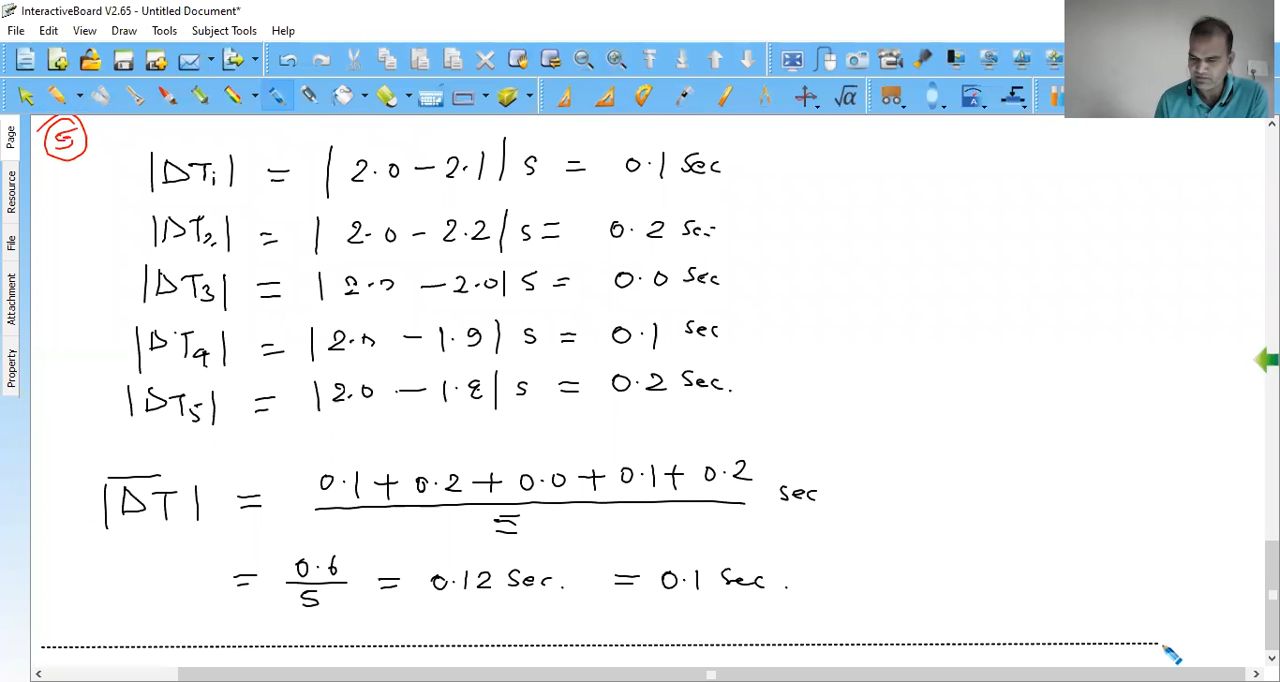 InteractiveBoard V2.65 - Untitled Document*
File Edit View Draw Tools Subject Tools Help
√α
A
Page
Resource
File
Attachment
Property
5
|ΔT₁| = |2.0 – 2.1| s = 0.1 Sec
|ΔT₂| = |2.0 – 2.2| s = 0.2 Sec
|ΔT₃| = |2.0 – 2.0| s = 0.0 Sec
|ΔT₄| = |2.0 – 1.9| s = 0.1 Sec
|ΔT₅| = |2.0 – 1.8| s = 0.2 Sec.
|Δ̅T̅| = 0.1 + 0.2 + 0.0 + 0.1 + 0.2 sec
5
= 0.6/5 = 0.12 Sec. = 0.1 Sec.